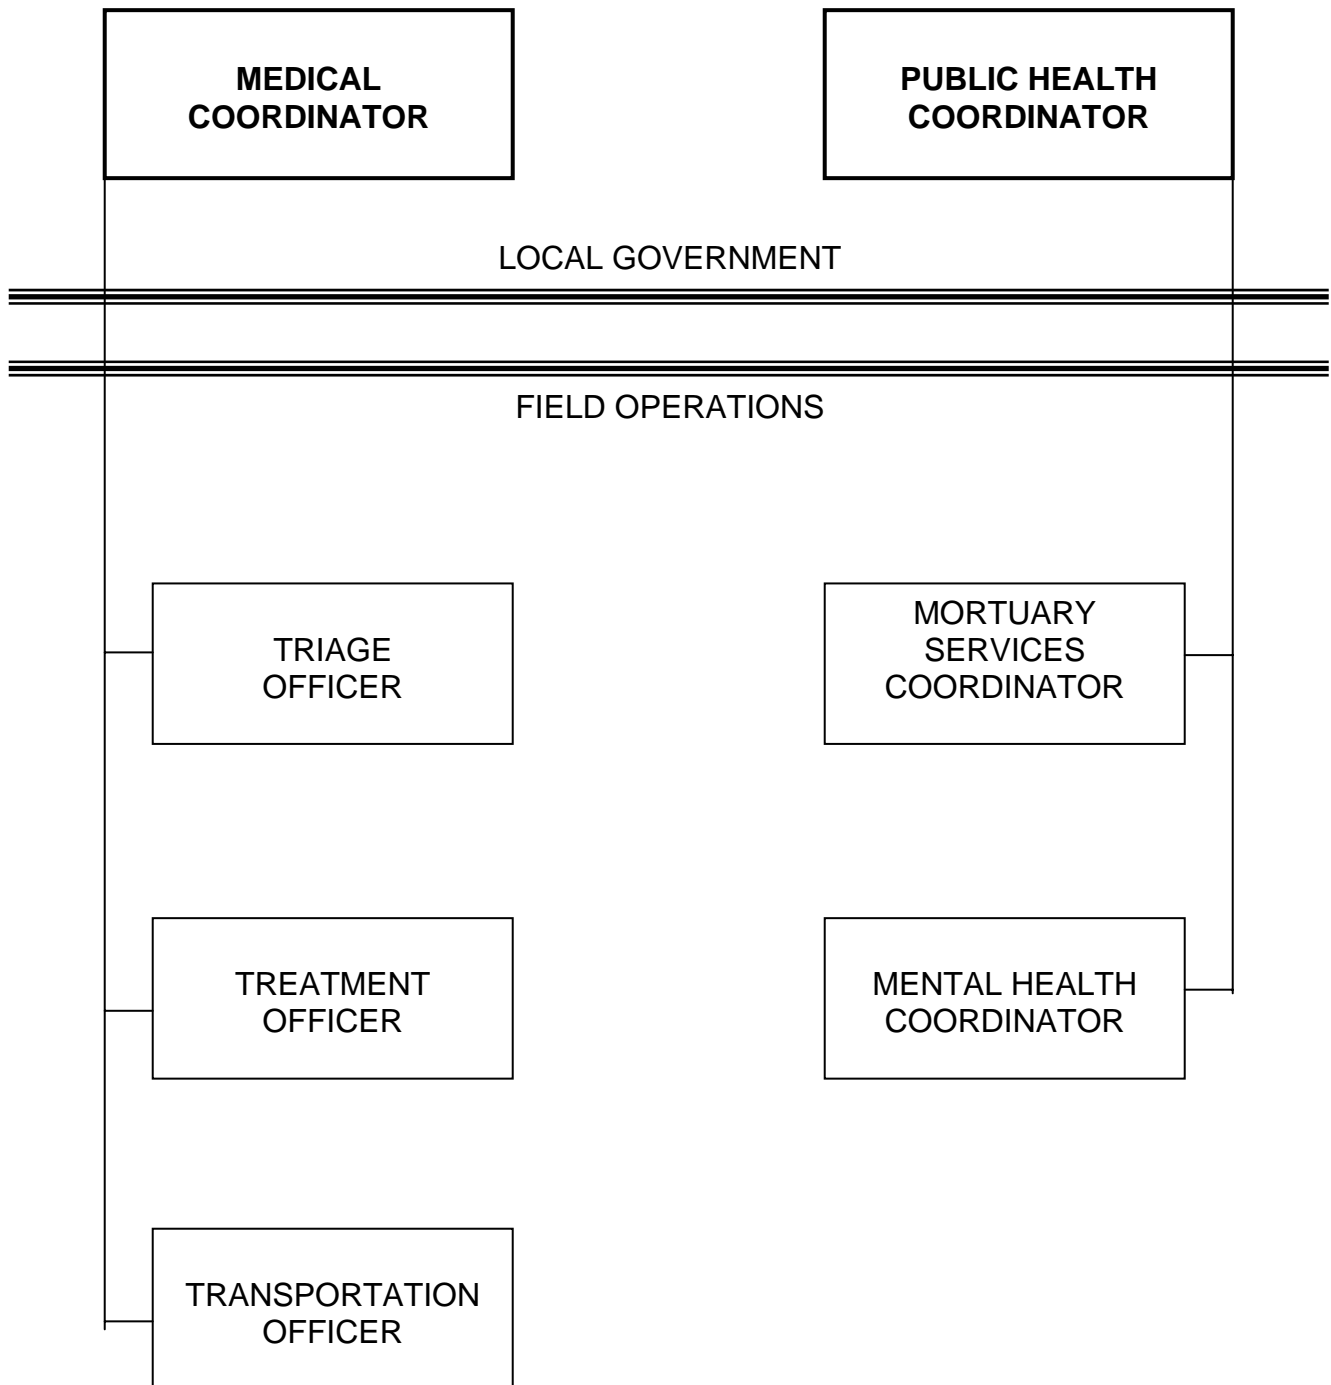 MEDICAL
COORDINATOR
PUBLIC HEALTH
COORDINATOR
LOCAL GOVERNMENT
FIELD OPERATIONS
TRIAGE
OFFICER
MORTUARY
SERVICES
COORDINATOR
TREATMENT
OFFICER
MENTAL HEALTH
COORDINATOR
TRANSPORTATION
OFFICER